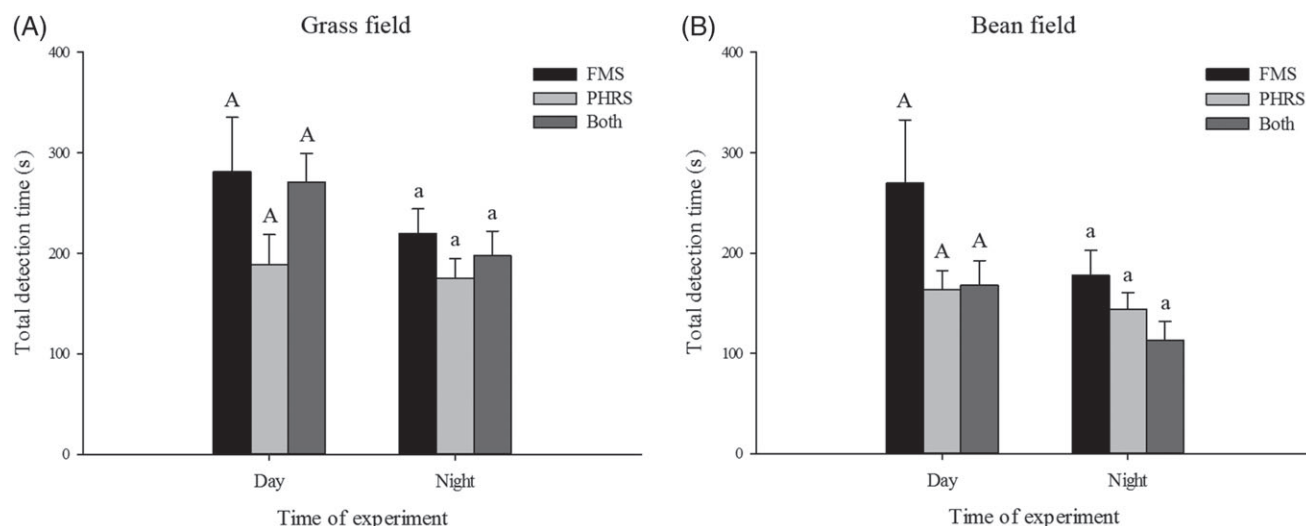 (A)
Grass field
400
300
200
100
0
Total detection time (s)
FMS
PHRS
Both
A
A
A
a
a
a
Day
Night
Time of experiment
(B)
Bean field
400
300
200
100
0
Total detection time (s)
FMS
PHRS
Both
A
A
A
a
a
a
Day
Night
Time of experiment